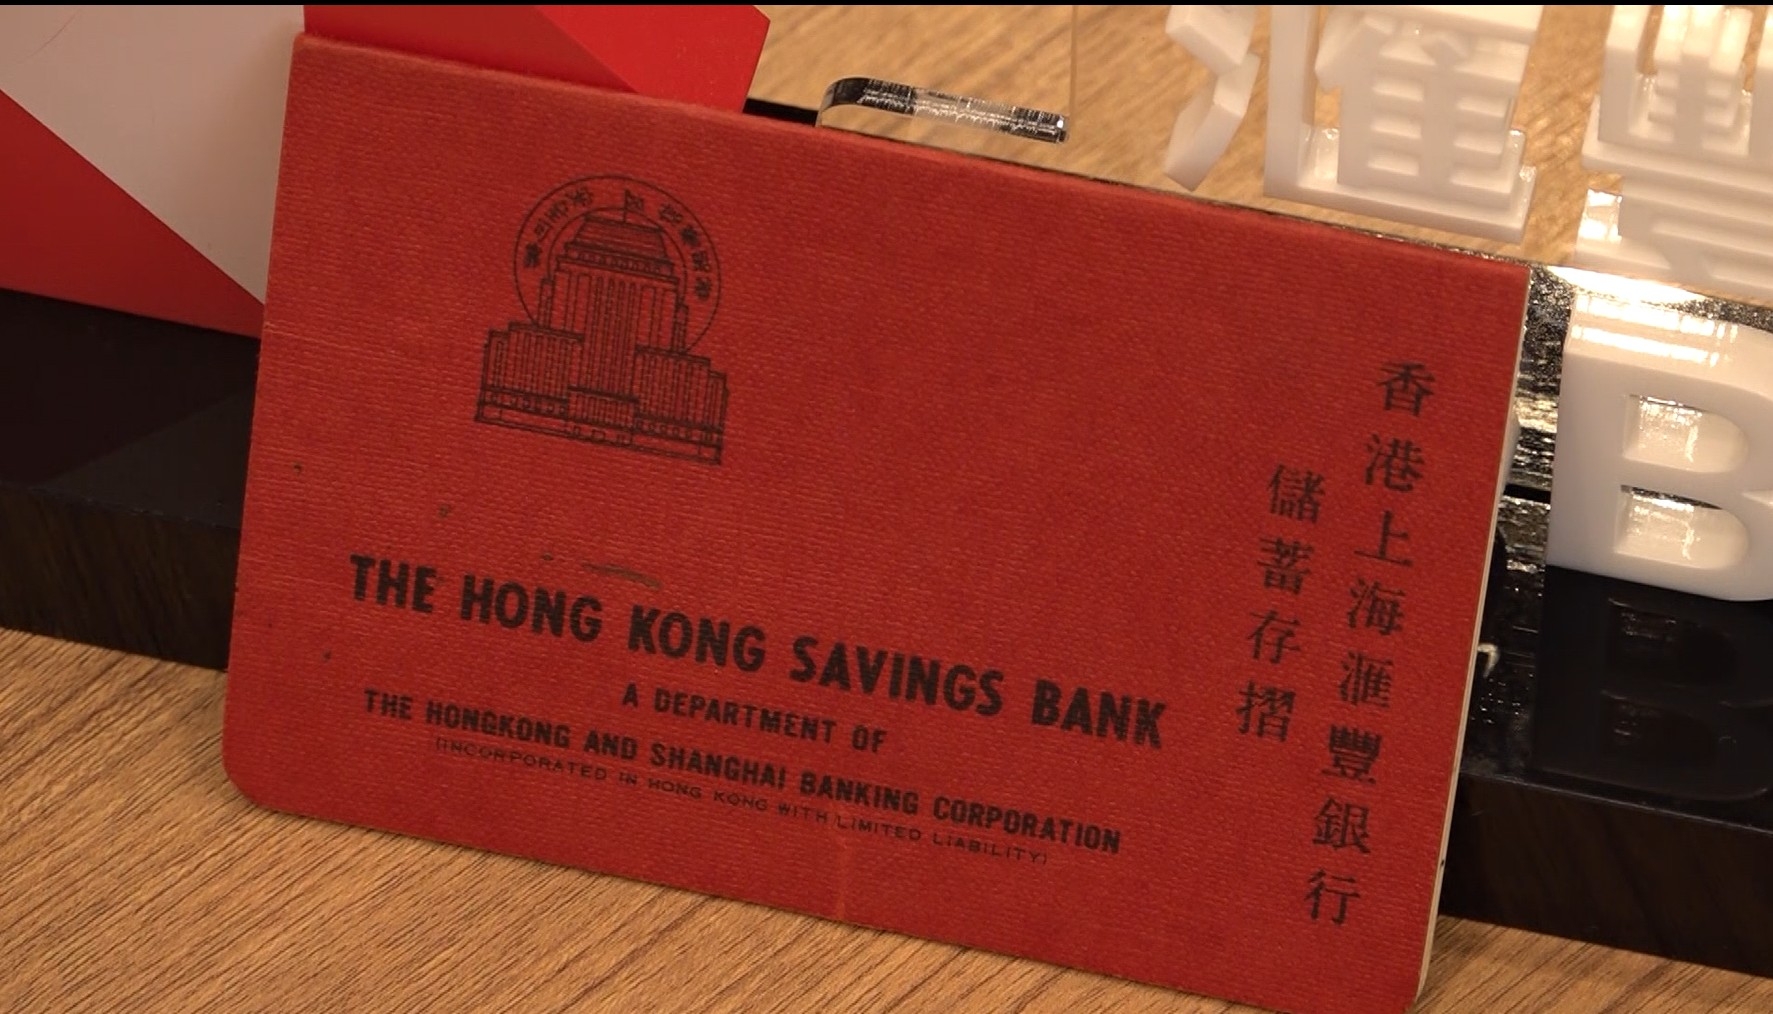 THE HONG KONG SAVINGS BANK
A DEPARTMENT OF
THE HONGKONG AND SHANGHAI BANKING CORPORATION
(INCORPORATED IN HONG KONG WITH LIMITED LIABILITY)
香港上海滙豐銀行
儲蓄存摺
滙
B